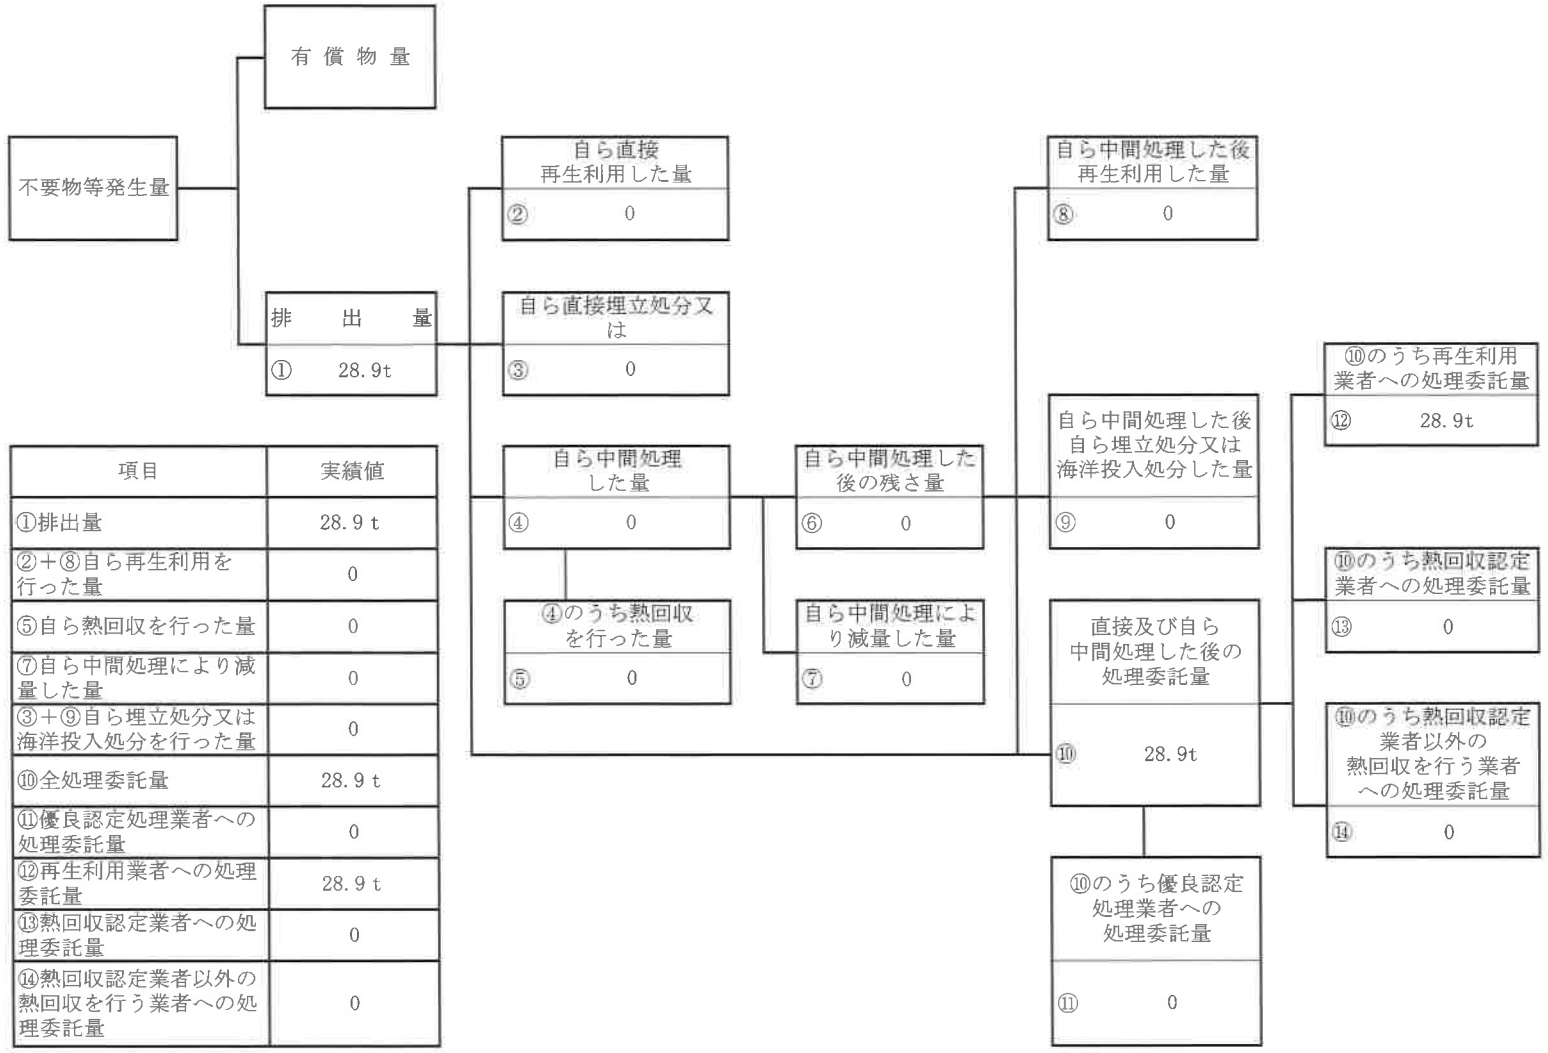 有償物量
不要物等発生量
排出量
① 28.9t
自ら直接
再生利用した量
② 0
自ら直接埋立処分又
は
③ 0
自ら中間処理
した量
④ 0
④のうち熱回収
を行った量
⑤ 0
自ら中間処理した
後の残さ量
⑥ 0
自ら中間処理によ
り減量した量
⑦ 0
自ら中間処理した後
再生利用した量
⑧ 0
自ら中間処理した後
自ら埋立処分又は
海洋投入処分した量
⑨ 0
直接及び自ら
中間処理した後の
処理委託量
⑩ 28.9t
⑩のうち優良認定
処理業者への
処理委託量
⑪ 0
⑩のうち再生利用
業者への処理委託量
⑫ 28.9t
⑩のうち熱回収認定
業者への処理委託量
⑬ 0
⑩のうち熱回収認定
業者以外の
熱回収を行う業者
への処理委託量
⑭ 0
項目 実績値
①排出量 28.9 t
②+⑧自ら再生利用を
行った量 0
⑤自ら熱回収を行った量 0
⑦自ら中間処理により減
量した量 0
③+⑨自ら埋立処分又は
海洋投入処分を行った量 0
⑩全処理委託量 28.9 t
⑪優良認定処理業者への
処理委託量 0
⑫再生利用業者への処理
委託量 28.9 t
⑬熱回収認定業者への処
理委託量 0
⑭熱回収認定業者以外の
熱回収を行う業者への処
理委託量 0